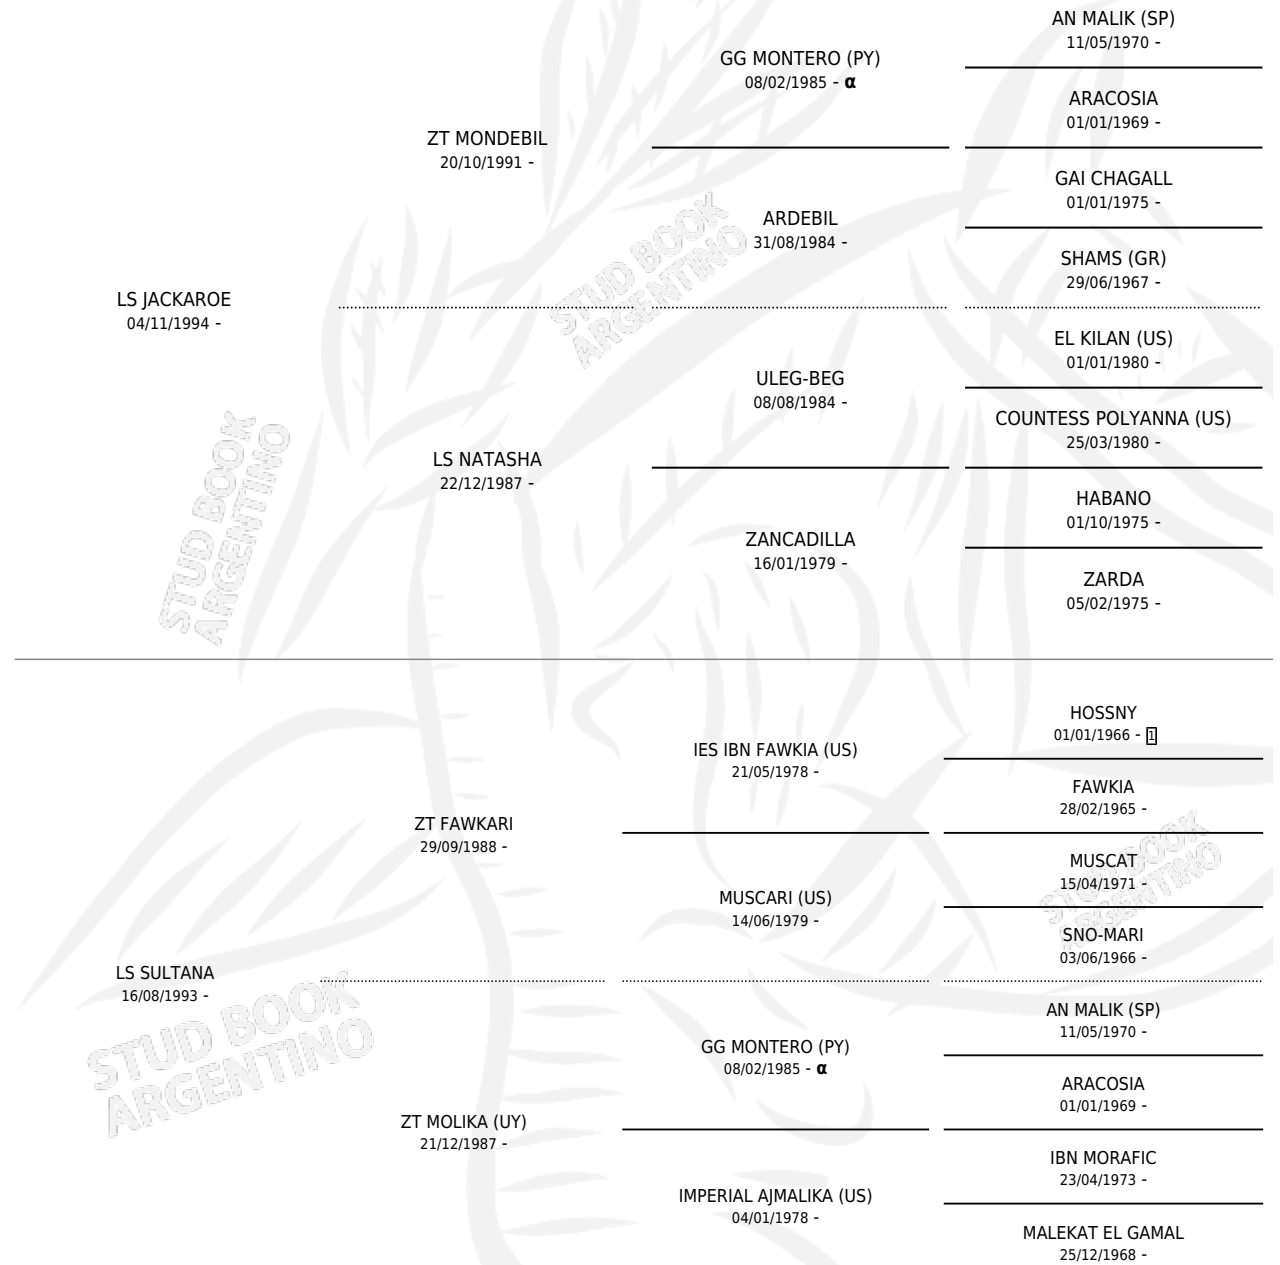 AN MALIK (SP)
11/05/1970 -
GG MONTERO (PY)
08/02/1985 - α
ARACOSIA
01/01/1969 -
ZT MONDEBIL
20/10/1991 -
GAI CHAGALL
01/01/1975 -
ARDEBIL
31/08/1984 -
SHAMS (GR)
29/06/1967 -
LS JACKAROE
04/11/1994 -
EL KILAN (US)
01/01/1980 -
ULEG-BEG
08/08/1984 -
COUNTESS POLYANNA (US)
25/03/1980 -
LS NATASHA
22/12/1987 -
HABANO
01/10/1975 -
ZANCADILLA
16/01/1979 -
ZARDA
05/02/1975 -
HOSSNY
01/01/1966 - 1
IES IBN FAWKIA (US)
21/05/1978 -
FAWKIA
28/02/1965 -
ZT FAWKARI
29/09/1988 -
MUSCAT
15/04/1971 -
MUSCARI (US)
14/06/1979 -
SNO-MARI
03/06/1966 -
LS SULTANA
16/08/1993 -
AN MALIK (SP)
11/05/1970 -
GG MONTERO (PY)
08/02/1985 - α
ARACOSIA
01/01/1969 -
ZT MOLIKA (UY)
21/12/1987 -
IBN MORAFIC
23/04/1973 -
IMPERIAL AJMALIKA (US)
04/01/1978 -
MALEKAT EL GAMAL
25/12/1968 -
STUD BOOK
ARGENTINO
STUD BOOK
ARGENTINO
STUD BOOK
ARGENTINO
STUD BOOK
ARGENTINO